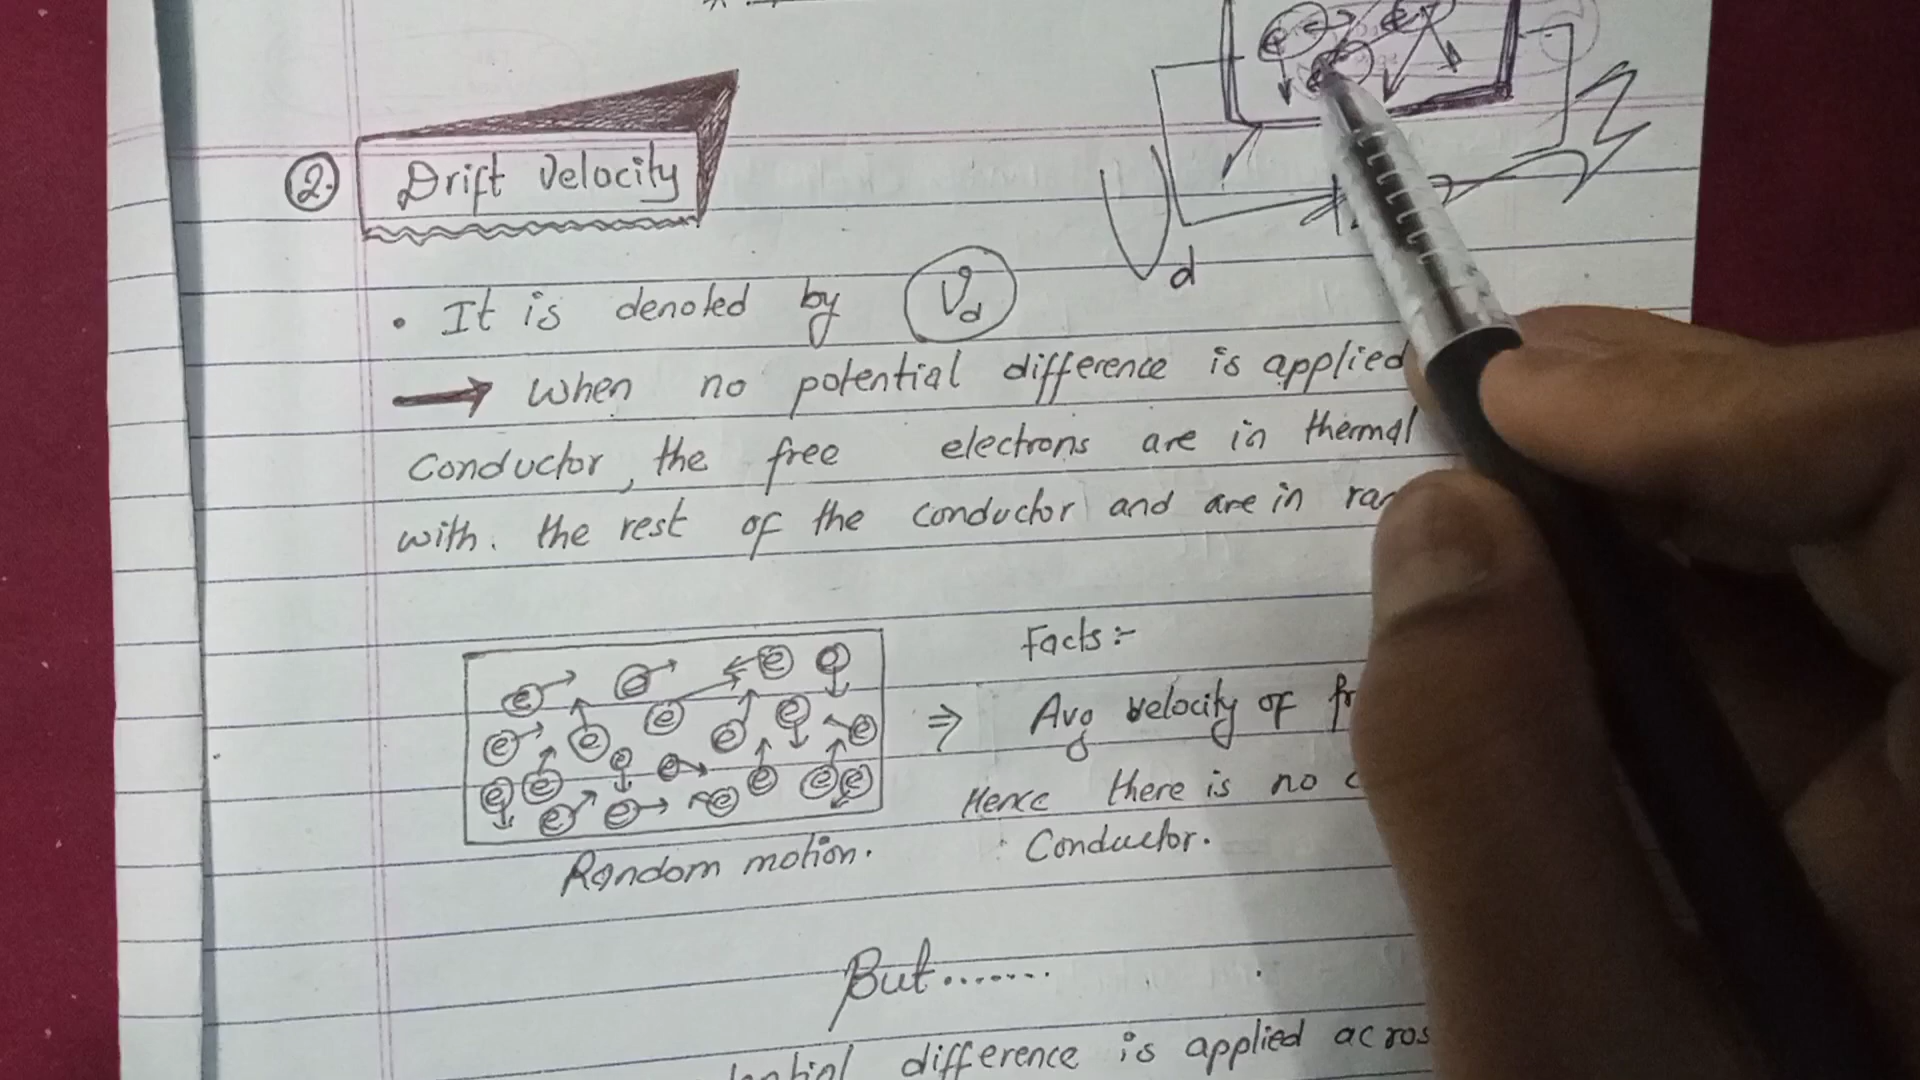 2. Drift Velocity
d
• It is denoted by Vd
→ When no potential difference is applied
conductor, the free electrons are in thermal
with. the rest of the conductor and are in
Facts :-
⇒ Avg velocity of
Hence there is no
Conductor.
Random motion.
But.......
difference is applied